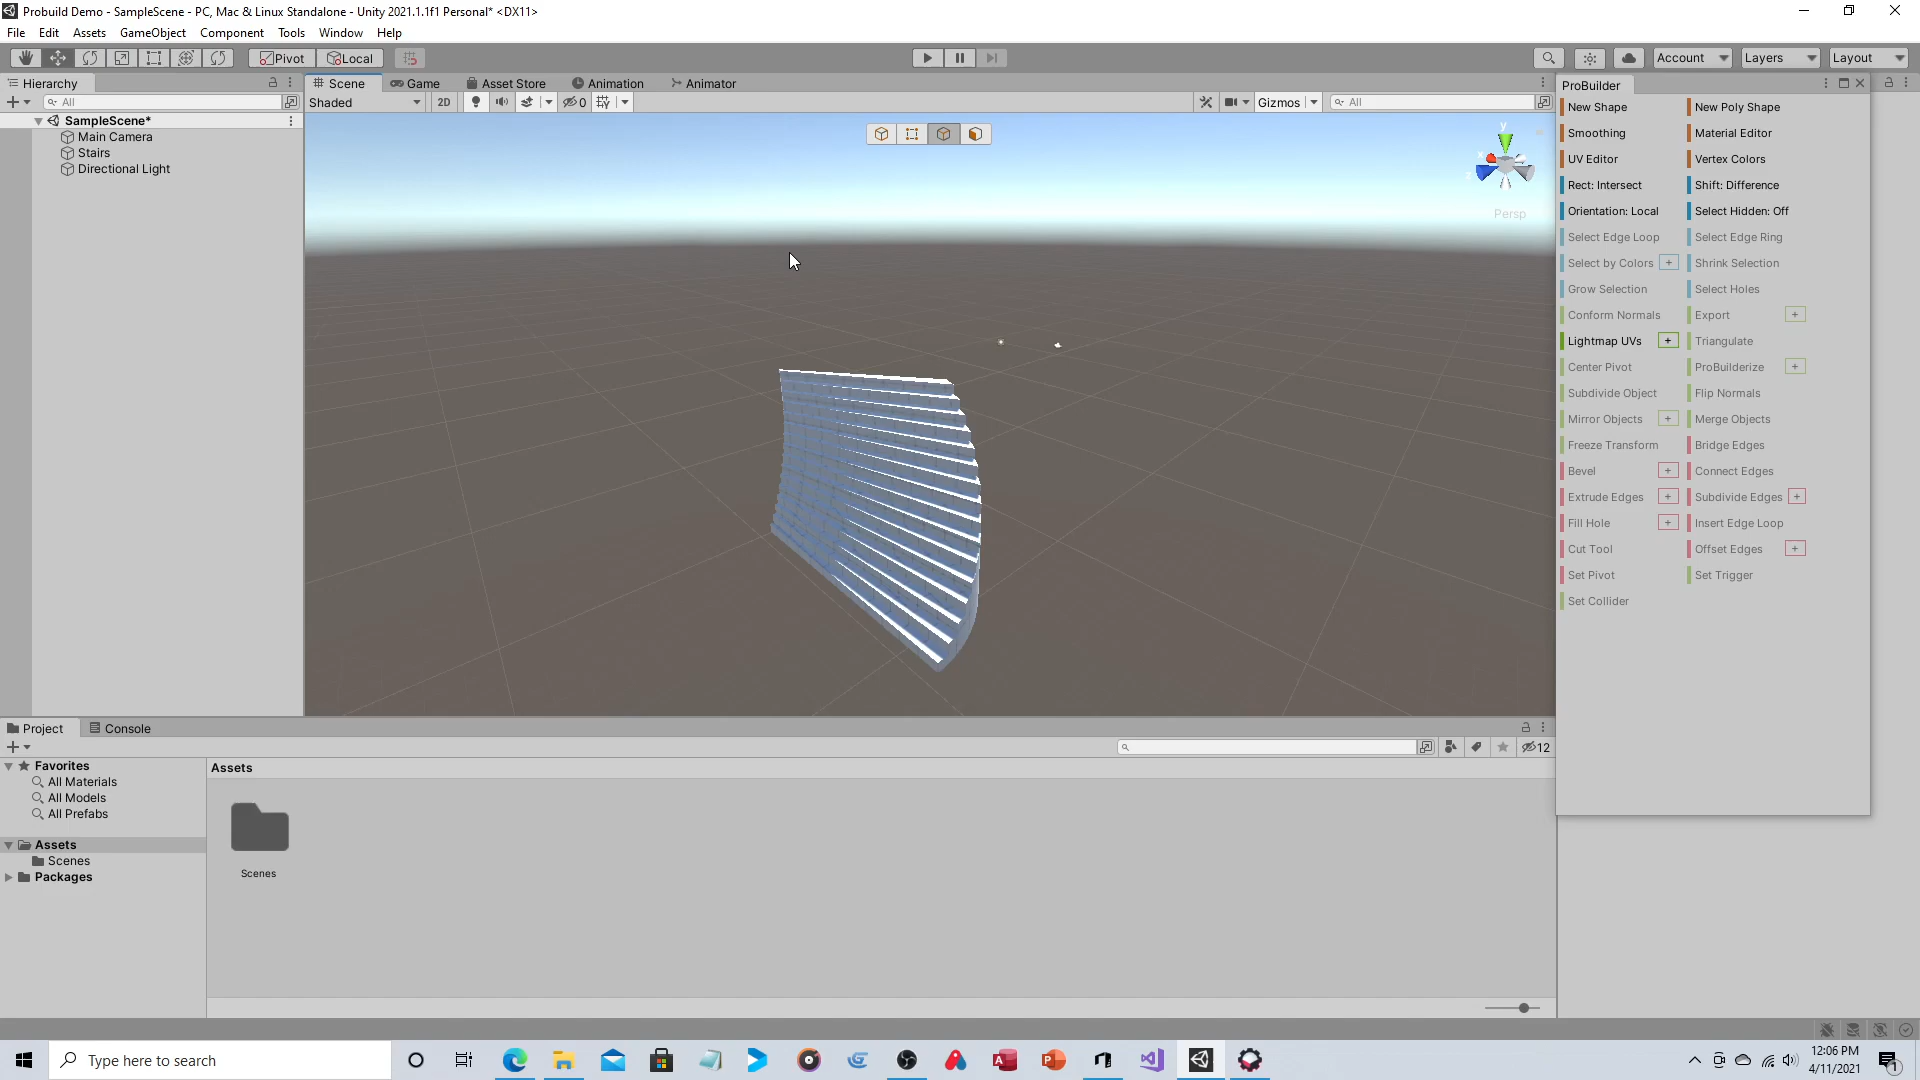 Probuild Demo - SampleScene - PC, Mac & Linux Standalone - Unity 2021.1.1f1 Personal* <DX11>
File Edit Assets GameObject Component Tools Window Help
Pivot Local Account Layers Layout
Hierarchy Scene Game Asset Store Animation Animator ProBuilder
All Shaded 2D 0 Gizmos All
SampleScene*
Main Camera
Stairs
Directional Light
y
x
z
Persp
New Shape New Poly Shape
Smoothing Material Editor
UV Editor Vertex Colors
Rect: Intersect Shift: Difference
Orientation: Local Select Hidden: Off
Select Edge Loop Select Edge Ring
Select by Colors + Shrink Selection
Grow Selection Select Holes
Conform Normals Export +
Lightmap UVs + Triangulate
Center Pivot ProBuilderize +
Subdivide Object Flip Normals
Mirror Objects + Merge Objects
Freeze Transform Bridge Edges
Bevel + Connect Edges
Extrude Edges + Subdivide Edges +
Fill Hole + Insert Edge Loop
Cut Tool Offset Edges +
Set Pivot Set Trigger
Set Collider
Project Console
12
Favorites
All Materials
All Models
All Prefabs
Assets
Scenes
Packages
Assets
Scenes
Type here to search
12:06 PM
4/11/2021
1